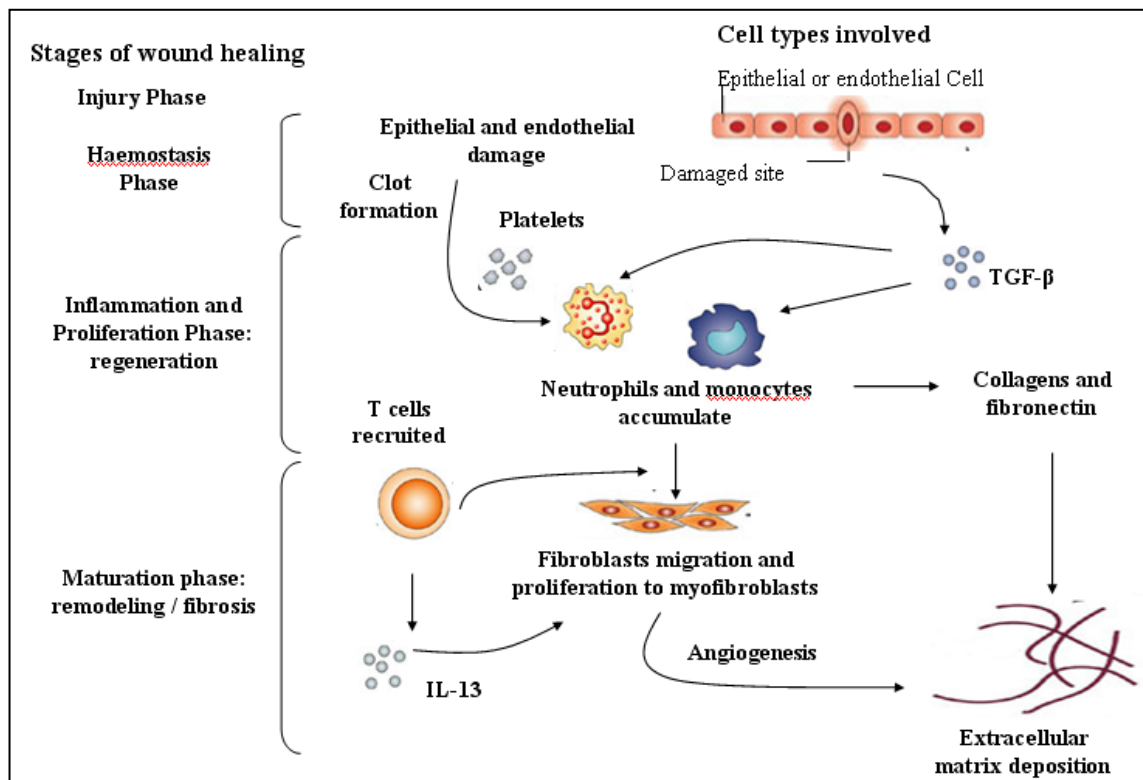 Stages of wound healing
Cell types involved
Injury Phase
Epithelial or endothelial Cell
Haemostasis
Phase
Epithelial and endothelial
damage
Damaged site
Clot
formation
Platelets
TGF-β
Inflammation and
Proliferation Phase:
regeneration
Neutrophils and monocytes
accumulate
Collagens and
fibronectin
T cells
recruited
Maturation phase:
remodeling / fibrosis
Fibroblasts migration and
proliferation to myofibroblasts
IL-13
Angiogenesis
Extracellular
matrix deposition